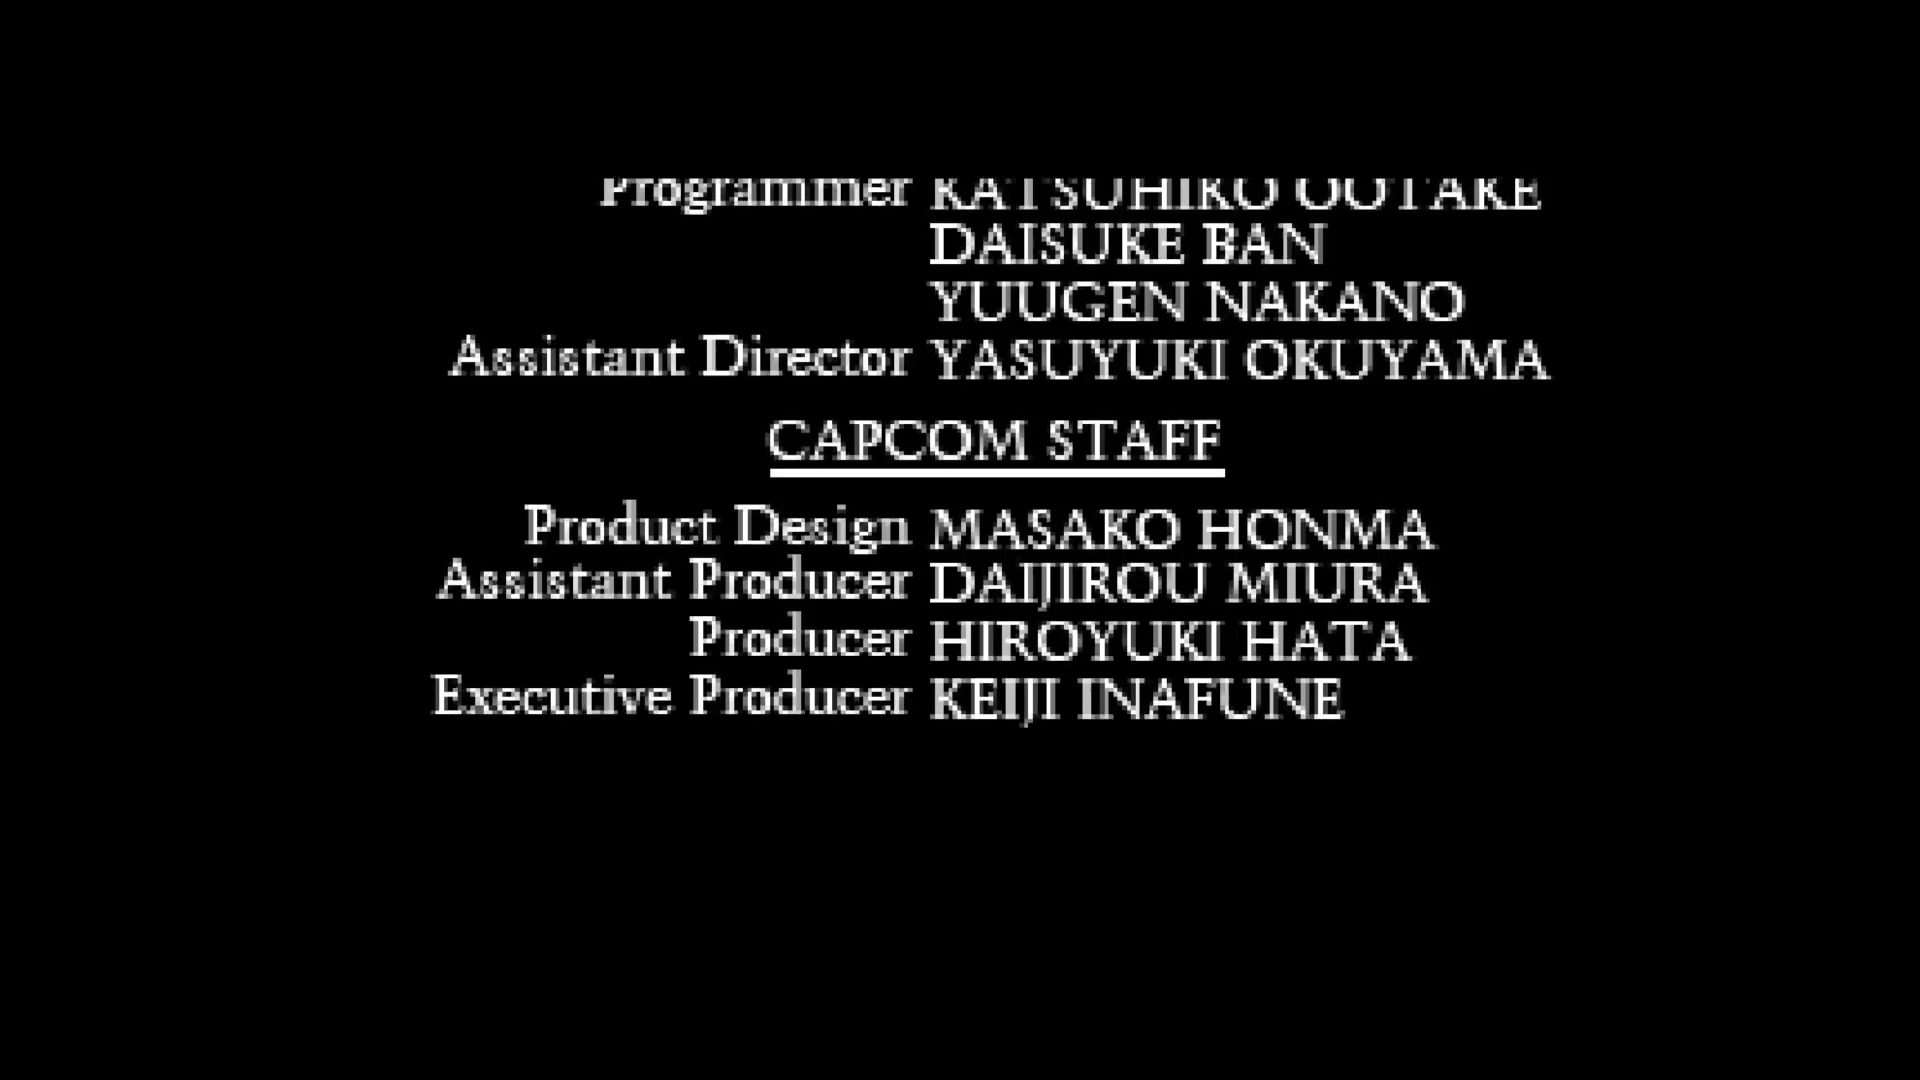 Programmer KATSUHIKO OOTAKE
DAISUKE BAN
YUUGEN NAKANO
Assistant Director YASUYUKI OKUYAMA
CAPCOM STAFF
Product Design MASAKO HONMA
Assistant Producer DAIJIROU MIURA
Producer HIROYUKI HATA
Executive Producer KEIJI INAFUNE